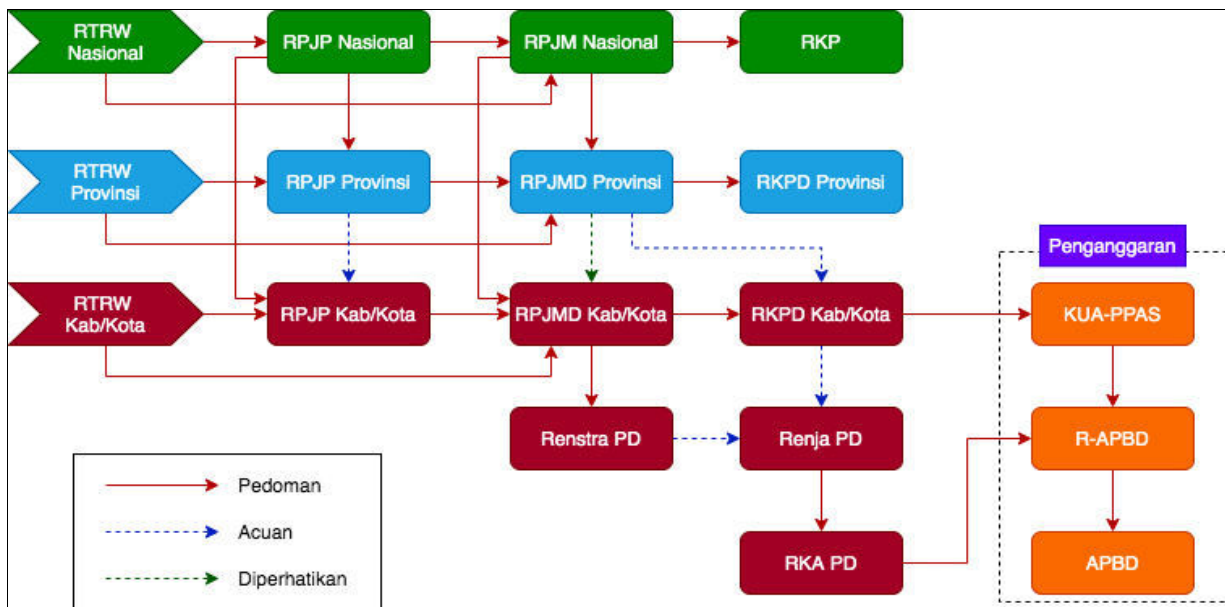 RTRW
Nasional
RPJP Nasional
RPJM Nasional
RKP
RTRW
Provinsi
RPJP Provinsi
RPJMD Provinsi
RKPD Provinsi
Penganggaran
RTRW
Kab/Kota
RPJP Kab/Kota
RPJMD Kab/Kota
RKPD Kab/Kota
KUA-PPAS
Renstra PD
Renja PD
R-APBD
Pedoman
Acuan
Diperhatikan
RKA PD
APBD